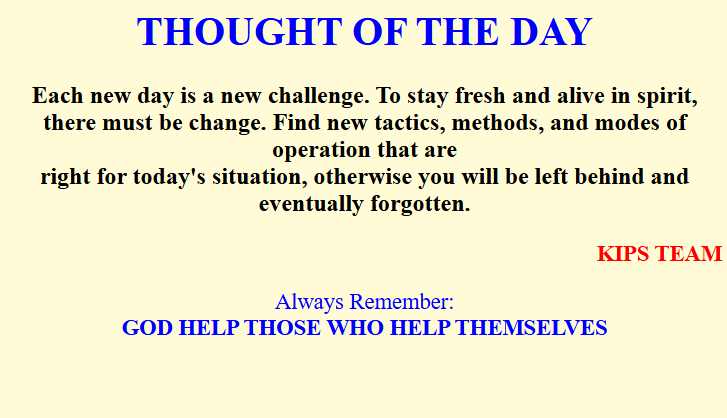 THOUGHT OF THE DAY
Each new day is a new challenge. To stay fresh and alive in spirit,
there must be change. Find new tactics, methods, and modes of
operation that are
right for today's situation, otherwise you will be left behind and
eventually forgotten.
KIPS TEAM
Always Remember:
GOD HELP THOSE WHO HELP THEMSELVES